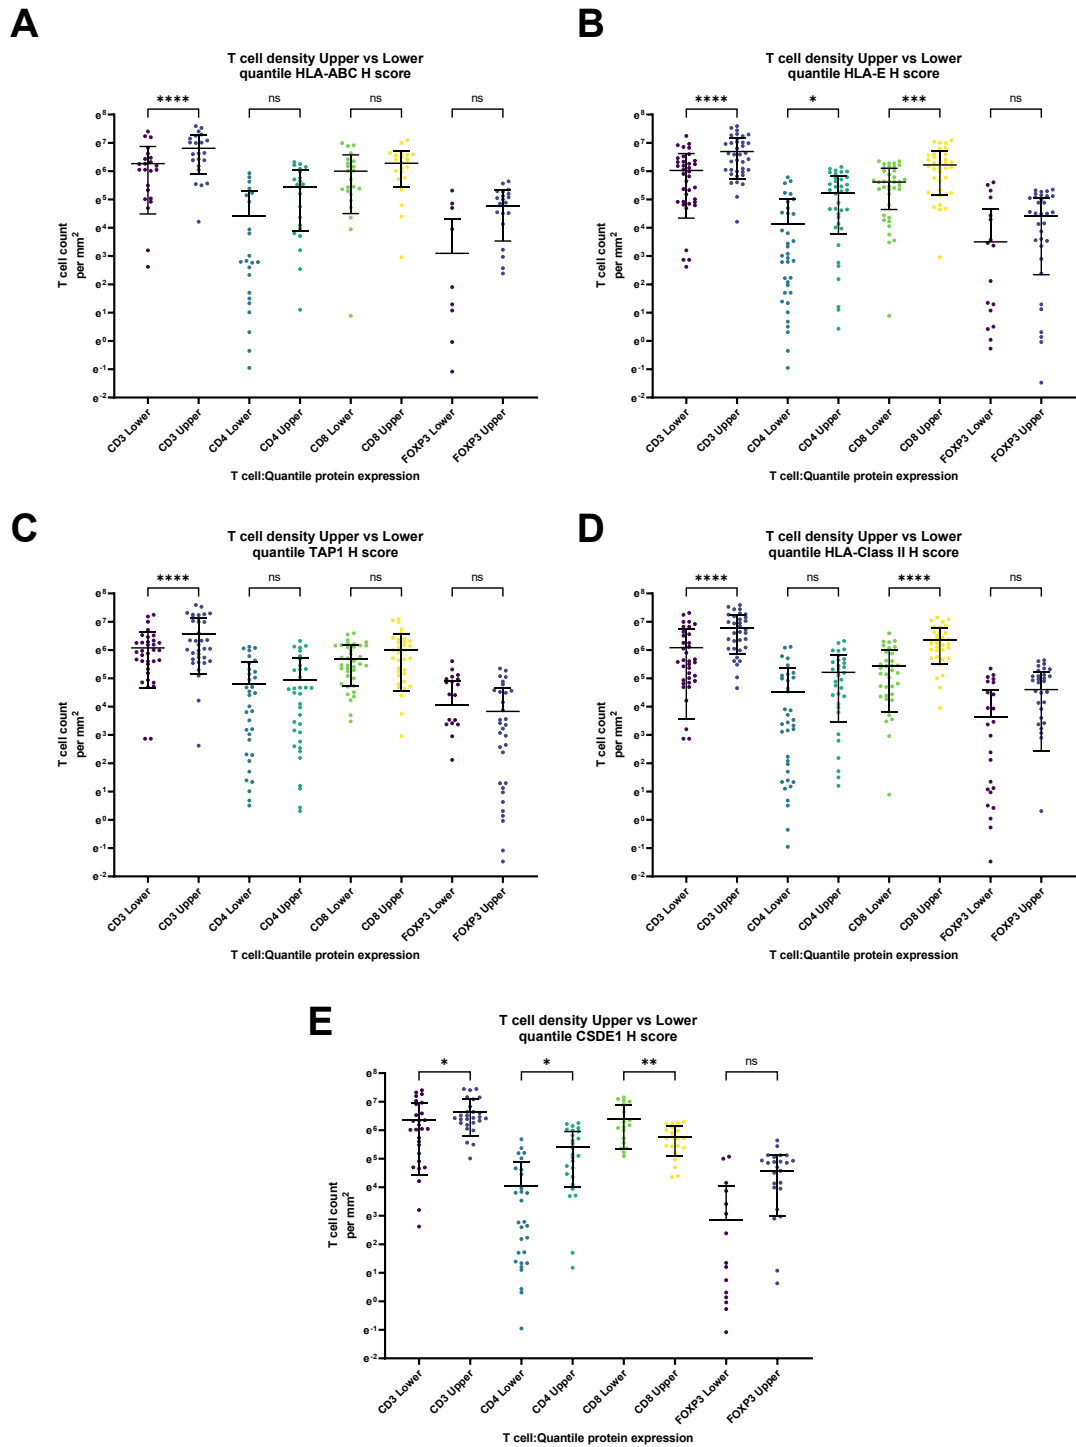 A
T cell density Upper vs Lower
quantile HLA-ABC H score
**** ns ns ns
T cell count
per mm²
e⁸
e⁷
e⁶
e⁵
e⁴
e³
e²
e¹
e⁰
e⁻¹
e⁻²
CD3 Lower
CD3 Upper
CD4 Lower
CD4 Upper
CD8 Lower
CD8 Upper
FOXP3 Lower
FOXP3 Upper
T cell:Quantile protein expression
B
T cell density Upper vs Lower
quantile HLA-E H score
**** * *** ns
T cell count
per mm²
e⁸
e⁷
e⁶
e⁵
e⁴
e³
e²
e¹
e⁰
e⁻¹
e⁻²
CD3 Lower
CD3 Upper
CD4 Lower
CD4 Upper
CD8 Lower
CD8 Upper
FOXP3 Lower
FOXP3 Upper
T cell:Quantile protein expression
C
T cell density Upper vs Lower
quantile TAP1 H score
**** ns ns ns
T cell count
per mm²
e⁸
e⁷
e⁶
e⁵
e⁴
e³
e²
e¹
e⁰
e⁻¹
e⁻²
CD3 Lower
CD3 Upper
CD4 Lower
CD4 Upper
CD8 Lower
CD8 Upper
FOXP3 Lower
FOXP3 Upper
T cell:Quantile protein expression
D
T cell density Upper vs Lower
quantile HLA-Class II H score
**** ns **** ns
T cell count
per mm²
e⁸
e⁷
e⁶
e⁵
e⁴
e³
e²
e¹
e⁰
e⁻¹
e⁻²
CD3 Lower
CD3 Upper
CD4 Lower
CD4 Upper
CD8 Lower
CD8 Upper
FOXP3 Lower
FOXP3 Upper
T cell:Quantile protein expression
E
T cell density Upper vs Lower
quantile CSDE1 H score
* * ** ns
T cell count
per mm²
e⁸
e⁷
e⁶
e⁵
e⁴
e³
e²
e¹
e⁰
e⁻¹
e⁻²
CD3 Lower
CD3 Upper
CD4 Lower
CD4 Upper
CD8 Lower
CD8 Upper
FOXP3 Lower
FOXP3 Upper
T cell:Quantile protein expression